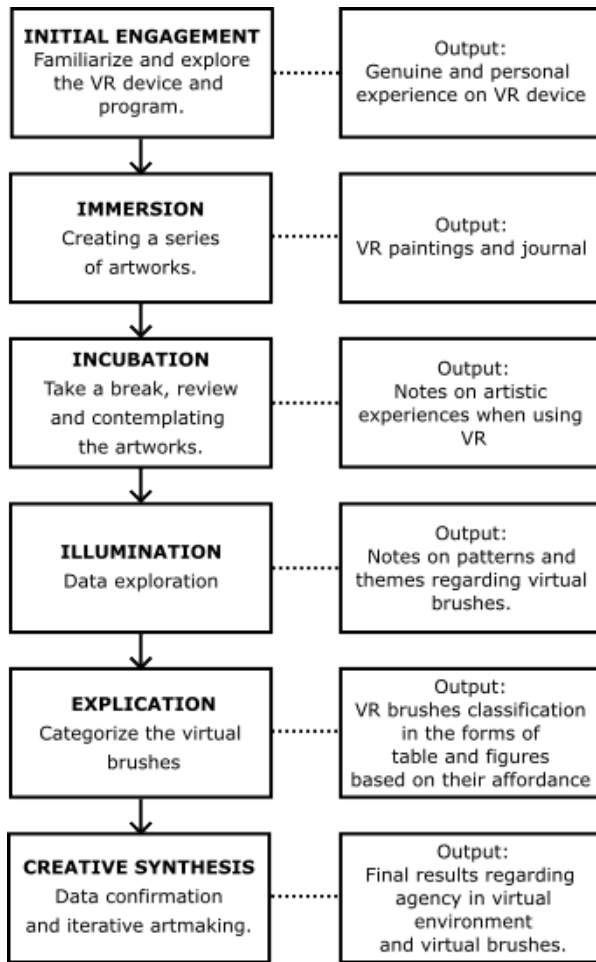 INITIAL ENGAGEMENT
Familiarize and explore
the VR device and
program.
Output:
Genuine and personal
experience on VR device
IMMERSION
Creating a series
of artworks.
Output:
VR paintings and journal
INCUBATION
Take a break, review
and contemplating
the artworks.
Output:
Notes on artistic
experiences when using
VR
ILLUMINATION
Data exploration
Output:
Notes on patterns and
themes regarding virtual
brushes.
EXPLICATION
Categorize the virtual
brushes
Output:
VR brushes classification
in the forms of
table and figures
based on their affordance
CREATIVE SYNTHESIS
Data confirmation
and iterative artmaking.
Output:
Final results regarding
agency in virtual
environment
and virtual brushes.